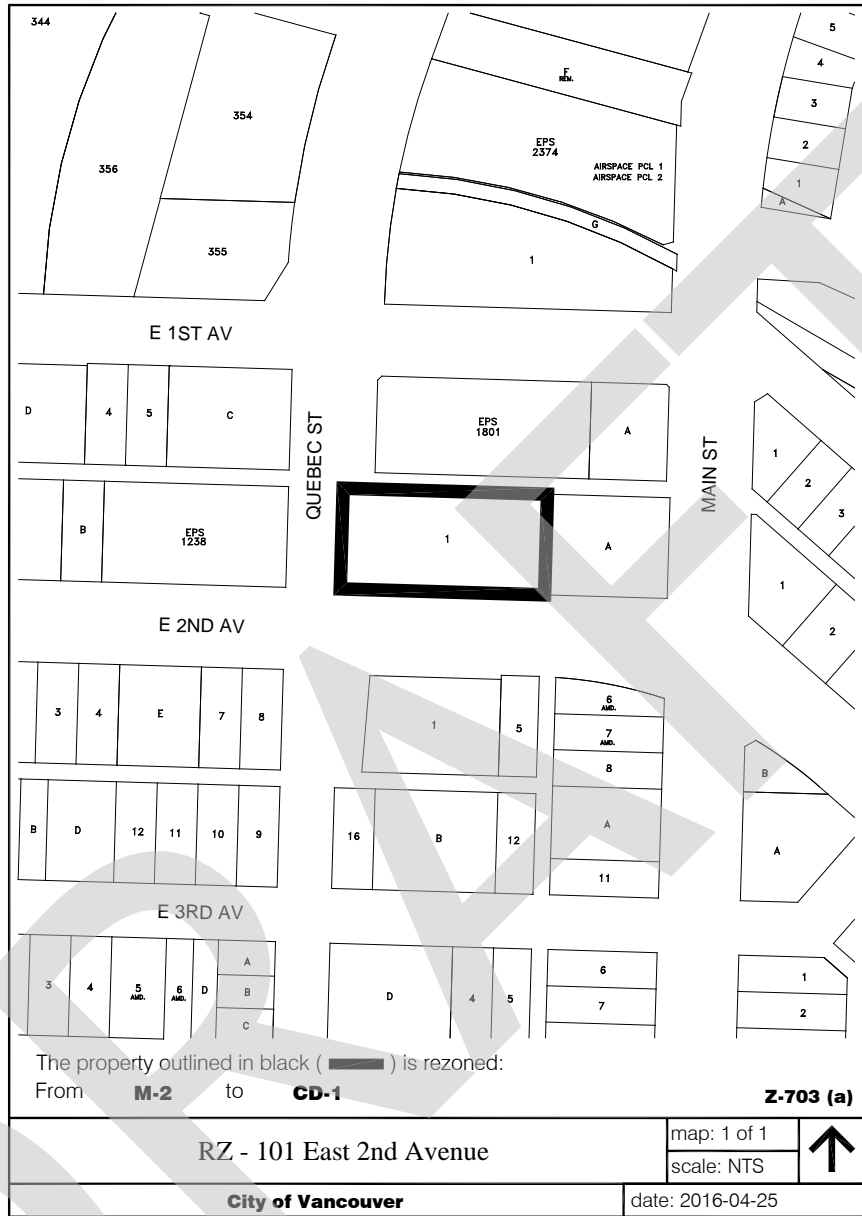 344
5
4
3
2
1
A
F
REM.
354
356
355
EPS
2374
AIRSPACE PCL 1
AIRSPACE PCL 2
G
1
E 1ST AV
D
4
5
C
QUEBEC ST
EPS
1801
A
MAIN ST
1
2
3
B
EPS
1238
1
A
1
2
E 2ND AV
3
4
E
7
8
1
5
6
AMD.
7
AMD.
8
B
A
B
D
12
11
10
9
16
B
12
A
11
E 3RD AV
3
4
5
AMD.
6
AMD.
D
A
B
C
D
4
5
6
7
1
2
DRAFT
The property outlined in black ( ) is rezoned:
From M-2 to CD-1
Z-703 (a)
RZ - 101 East 2nd Avenue
map: 1 of 1
scale: NTS
City of Vancouver
date: 2016-04-25